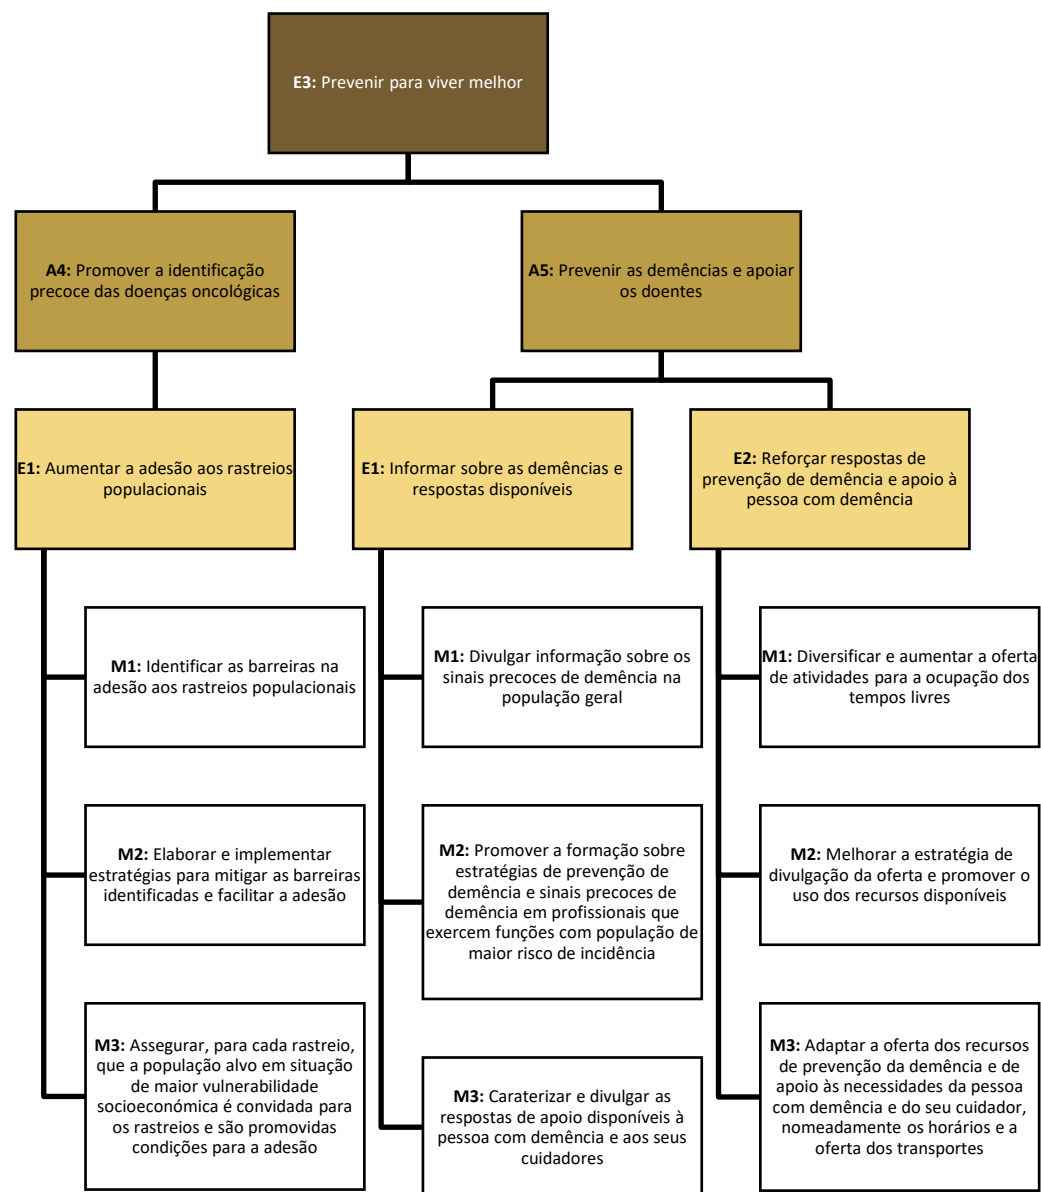 E3: Prevenir para viver melhor
A4: Promover a identificação
precoce das doenças oncológicas
A5: Prevenir as demências e apoiar
os doentes
E1: Aumentar a adesão aos rastreios
populacionais
E1: Informar sobre as demências e
respostas disponíveis
E2: Reforçar respostas de
prevenção de demência e apoio à
pessoa com demência
M1: Identificar as barreiras na
adesão aos rastreios populacionais
M1: Divulgar informação sobre os
sinais precoces de demência na
população geral
M1: Diversificar e aumentar a oferta
de atividades para a ocupação dos
tempos livres
M2: Elaborar e implementar
estratégias para mitigar as barreiras
identificadas e facilitar a adesão
M2: Promover a formação sobre
estratégias de prevenção de
demência e sinais precoces de
demência em profissionais que
exercem funções com população de
maior risco de incidência
M2: Melhorar a estratégia de
divulgação da oferta e promover o
uso dos recursos disponíveis
M3: Assegurar, para cada rastreio,
que a população alvo em situação
de maior vulnerabilidade
socioeconómica é convidada para
os rastreios e são promovidas
condições para a adesão
M3: Caraterizar e divulgar as
respostas de apoio disponíveis à
pessoa com demência e aos seus
cuidadores
M3: Adaptar a oferta dos recursos
de prevenção da demência e de
apoio às necessidades da pessoa
com demência e do seu cuidador,
nomeadamente os horários e a
oferta dos transportes